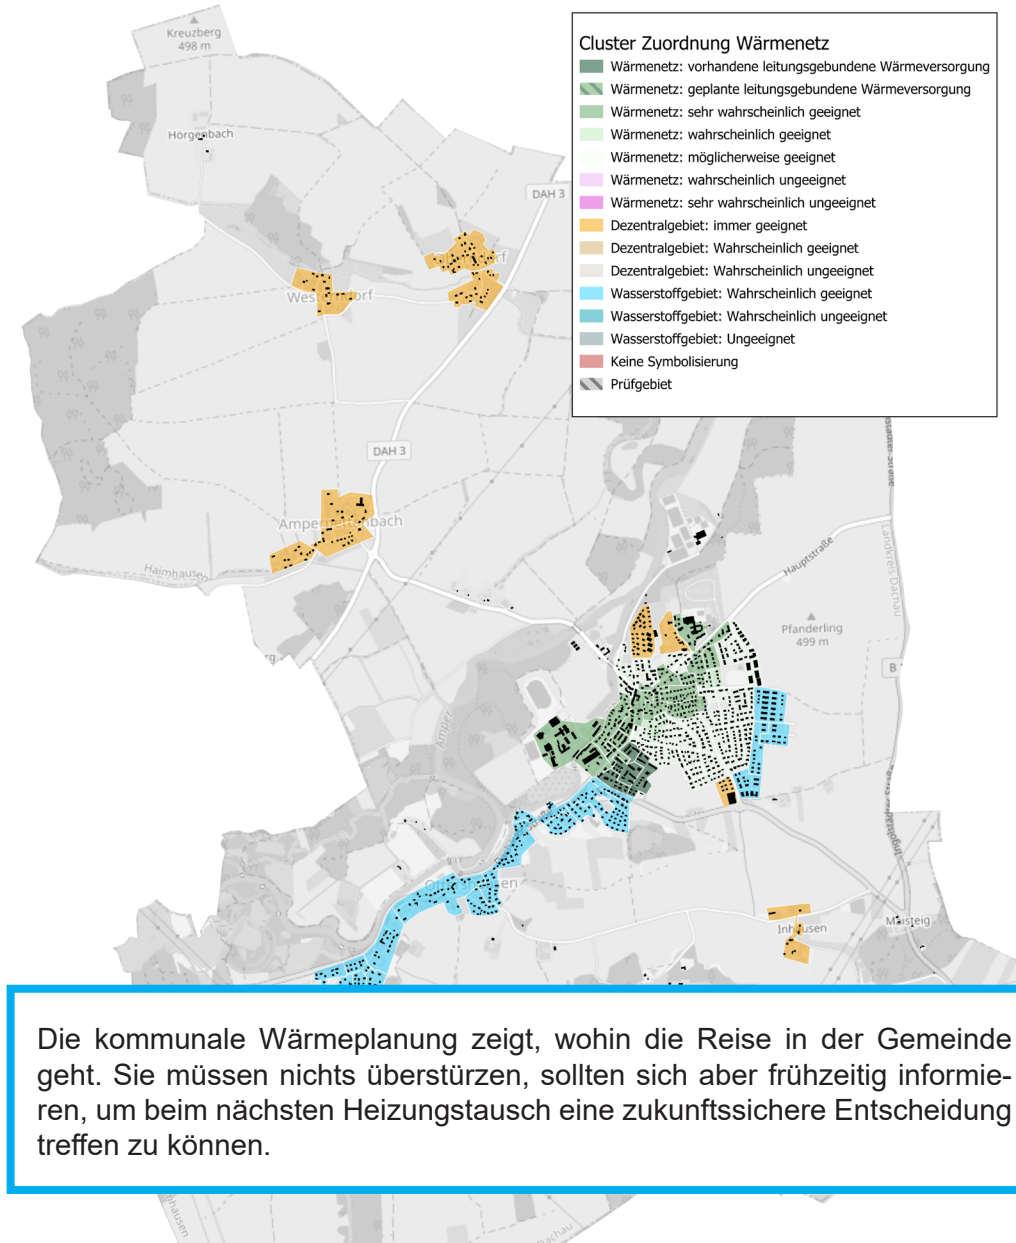 Kreuzberg
498 m
Hörgenbach
DAH 3
Cluster Zuordnung Wärmenetz
Wärmenetz: vorhandene leitungsgebundene Wärmeversorgung
Wärmenetz: geplante leitungsgebundene Wärmeversorgung
Wärmenetz: sehr wahrscheinlich geeignet
Wärmenetz: wahrscheinlich geeignet
Wärmenetz: möglicherweise geeignet
Wärmenetz: wahrscheinlich ungeeignet
Wärmenetz: sehr wahrscheinlich ungeeignet
Dezentralgebiet: immer geeignet
Dezentralgebiet: Wahrscheinlich geeignet
Dezentralgebiet: Wahrscheinlich ungeeignet
Wasserstoffgebiet: Wahrscheinlich geeignet
Wasserstoffgebiet: Wahrscheinlich ungeeignet
Wasserstoffgebiet: Ungeeignet
Keine Symbolisierung
Prüfgebiet
DAH 3
Haimhausen
Hauptstraße
Landkreis Dachau
Pfanderling
499 m
B
Amper
Ingolstädter Straße
Inhausen
Maisteig
Die kommunale Wärmeplanung zeigt, wohin die Reise in der Gemeinde
geht. Sie müssen nichts überstürzen, sollten sich aber frühzeitig informie-
ren, um beim nächsten Heizungstausch eine zukunftssichere Entscheidung
treffen zu können.
Dachau